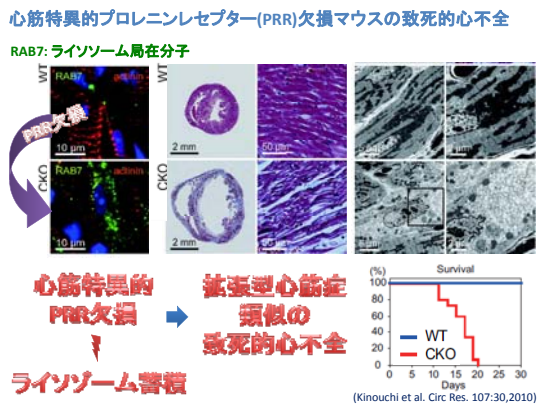 心筋特異的プロレニンレセプター(PRR)欠損マウスの致死的心不全
RAB7: ライソソーム局在分子
WT
RAB7 actinin
10 μm
2 mm
50 μm
PRR欠損
CKO
RAB7 actinin
10 μm
2 mm
50 μm
心筋特異的
PRR欠損
ライソゾーム蓄積
拡張型心筋症
類似の
致死的心不全
Survival
(%)
100
80
60
40
20
0
WT
CKO
0 5 10 15 20 25 30
Days
(Kinouchi et al. Circ Res. 107:30,2010)